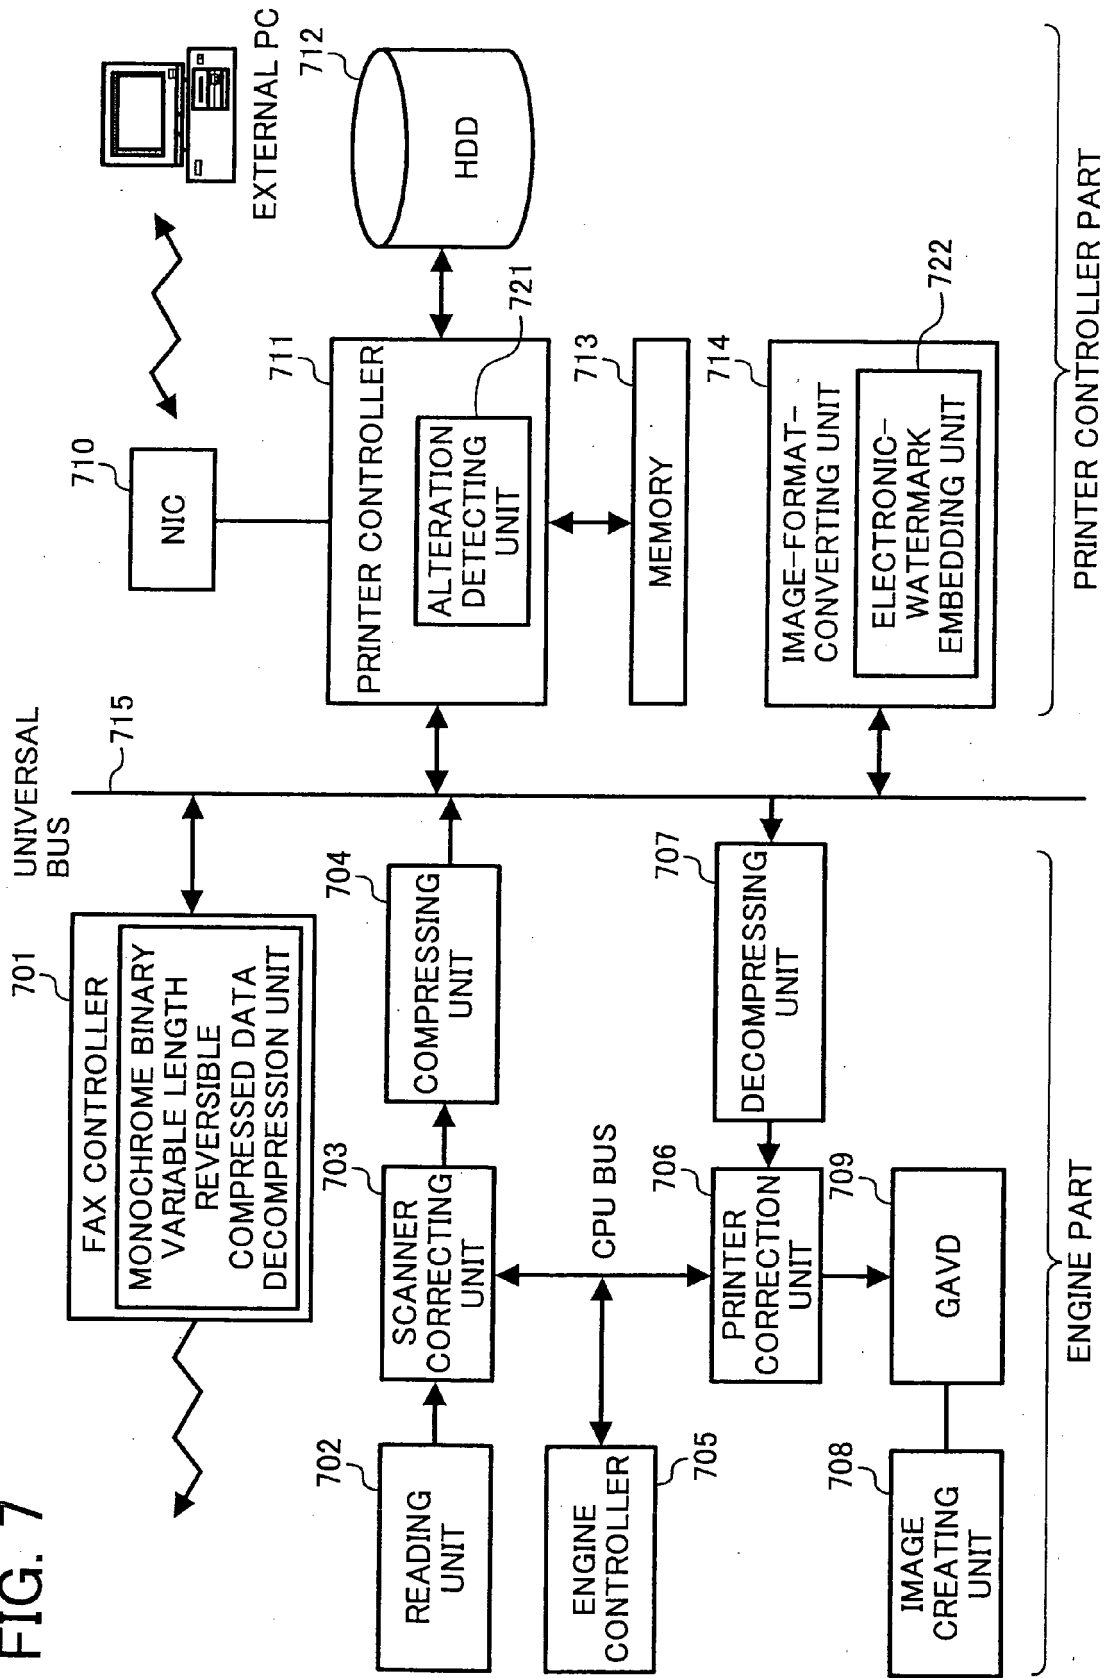 FIG. 7
701
FAX CONTROLLER
MONOCHROME BINARY
VARIABLE LENGTH
REVERSIBLE
COMPRESSED DATA
DECOMPRESSION UNIT
UNIVERSAL
BUS
715
710
NIC
EXTERNAL PC
702
READING
UNIT
703
SCANNER
CORRECTING
UNIT
704
COMPRESSING
UNIT
711
PRINTER CONTROLLER
ALTERATION
DETECTING
UNIT
721
712
HDD
ENGINE
CONTROLLER
705
CPU BUS
713
MEMORY
706
PRINTER
CORRECTION
UNIT
707
DECOMPRESSING
UNIT
714
IMAGE-FORMAT-
CONVERTING UNIT
ELECTRONIC-
WATERMARK
EMBEDDING UNIT
722
708
IMAGE
CREATING
UNIT
709
GAVD
ENGINE PART
PRINTER CONTROLLER PART